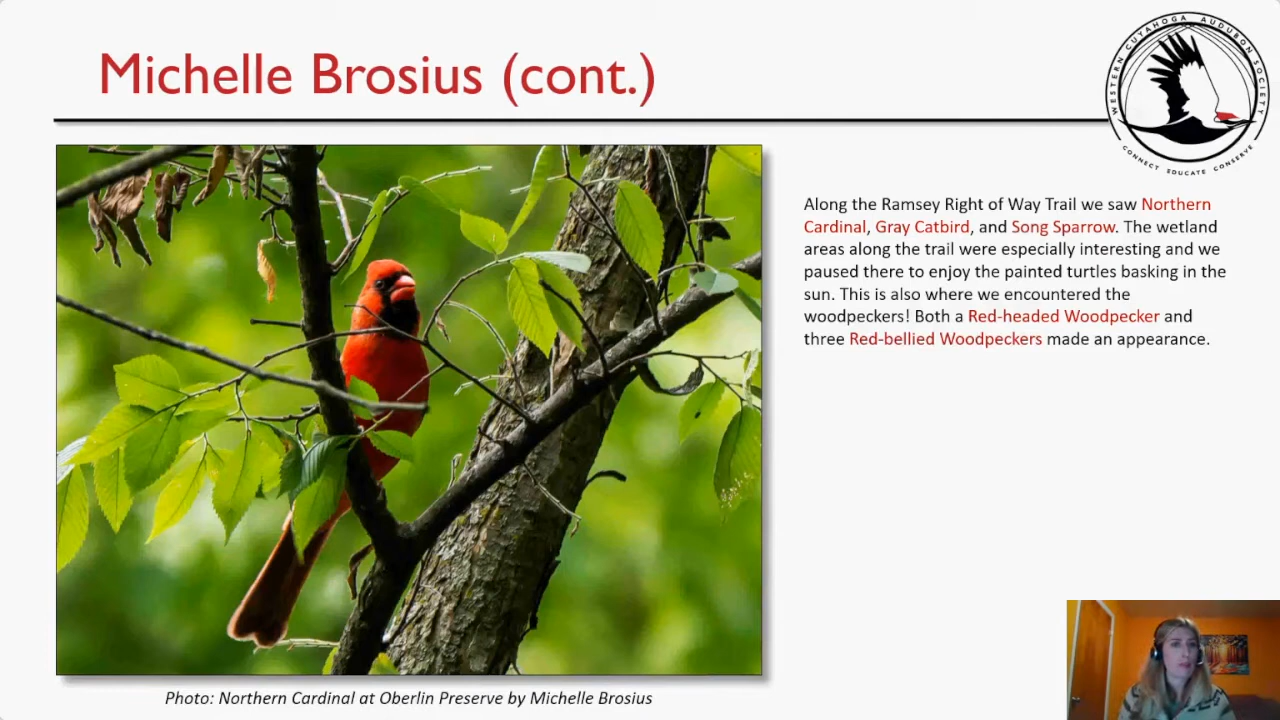 Michelle Brosius (cont.)
WESTERN CUYAHOGA AUDUBON SOCIETY
CONNECT EDUCATE CONSERVE
Along the Ramsey Right of Way Trail we saw Northern
Cardinal, Gray Catbird, and Song Sparrow. The wetland
areas along the trail were especially interesting and we
paused there to enjoy the painted turtles basking in the
sun. This is also where we encountered the
woodpeckers! Both a Red-headed Woodpecker and
three Red-bellied Woodpeckers made an appearance.
Photo: Northern Cardinal at Oberlin Preserve by Michelle Brosius